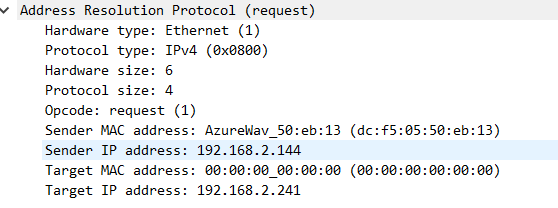 Address Resolution Protocol (request)
Hardware type: Ethernet (1)
Protocol type: IPv4 (0x0800)
Hardware size: 6
Protocol size: 4
Opcode: request (1)
Sender MAC address: AzureWav_50:eb:13 (dc:f5:05:50:eb:13)
Sender IP address: 192.168.2.144
Target MAC address: 00:00:00_00:00:00 (00:00:00:00:00:00)
Target IP address: 192.168.2.241